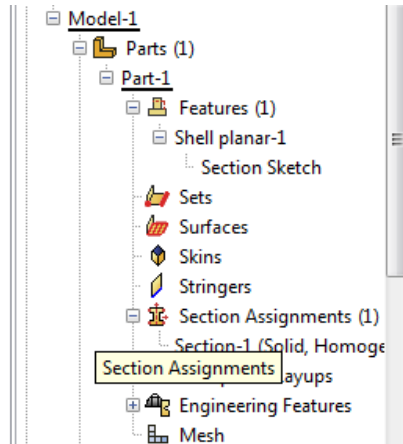 Model-1
Parts (1)
Part-1
Features (1)
Shell planar-1
Section Sketch
Sets
Surfaces
Skins
Stringers
Section Assignments (1)
Section-1 (Solid, Homoge
Section Assignments
ayups
Engineering Features
Mesh